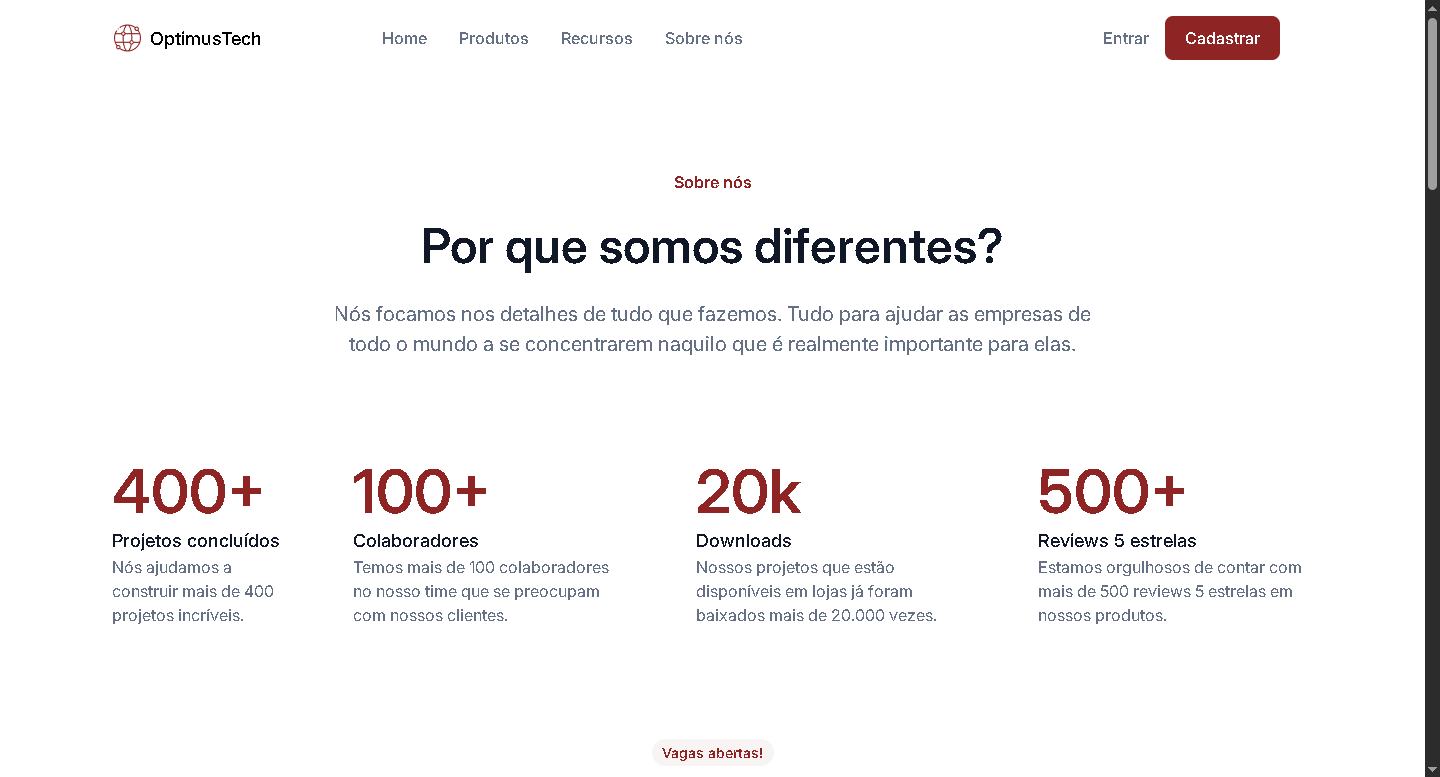 OptimusTech
Home
Produtos
Recursos
Sobre nós
Entrar
Cadastrar
Sobre nós
Por que somos diferentes?
Nós focamos nos detalhes de tudo que fazemos. Tudo para ajudar as empresas de
todo o mundo a se concentrarem naquilo que é realmente importante para elas.
400+
Projetos concluídos
Nós ajudamos a
construir mais de 400
projetos incríveis.
100+
Colaboradores
Temos mais de 100 colaboradores
no nosso time que se preocupam
com nossos clientes.
20k
Downloads
Nossos projetos que estão
disponíveis em lojas já foram
baixados mais de 20.000 vezes.
500+
Reviews 5 estrelas
Estamos orgulhosos de contar com
mais de 500 reviews 5 estrelas em
nossos produtos.
Vagas abertas!